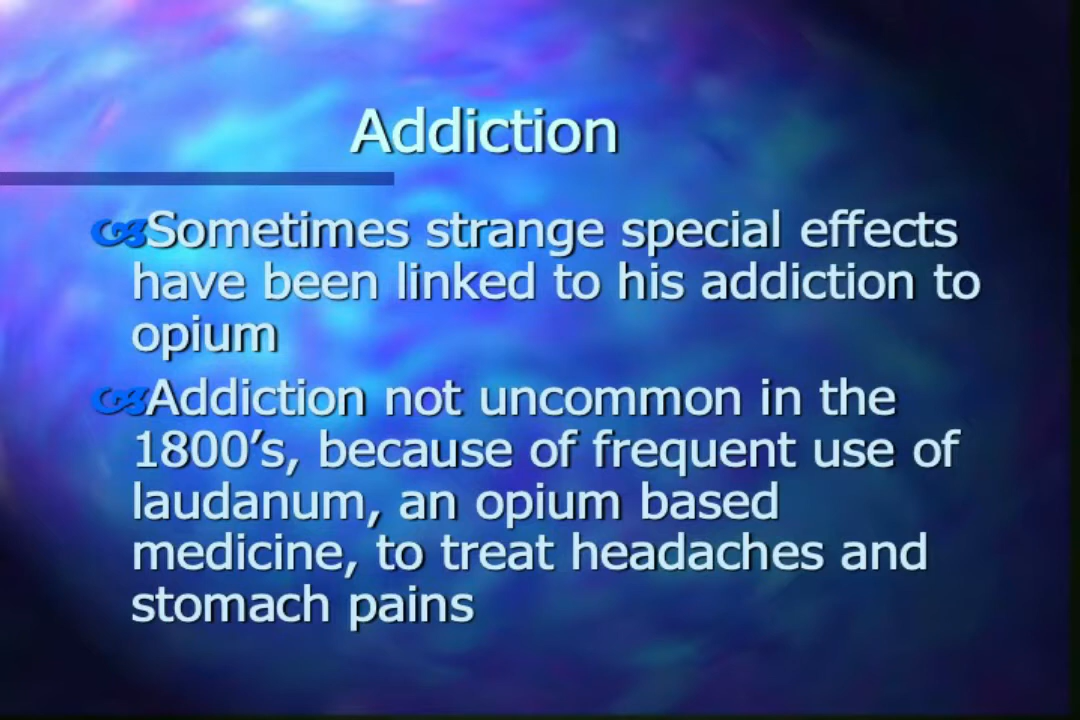 Addiction
Sometimes strange special effects
have been linked to his addiction to
opium
Addiction not uncommon in the
1800’s, because of frequent use of
laudanum, an opium based
medicine, to treat headaches and
stomach pains